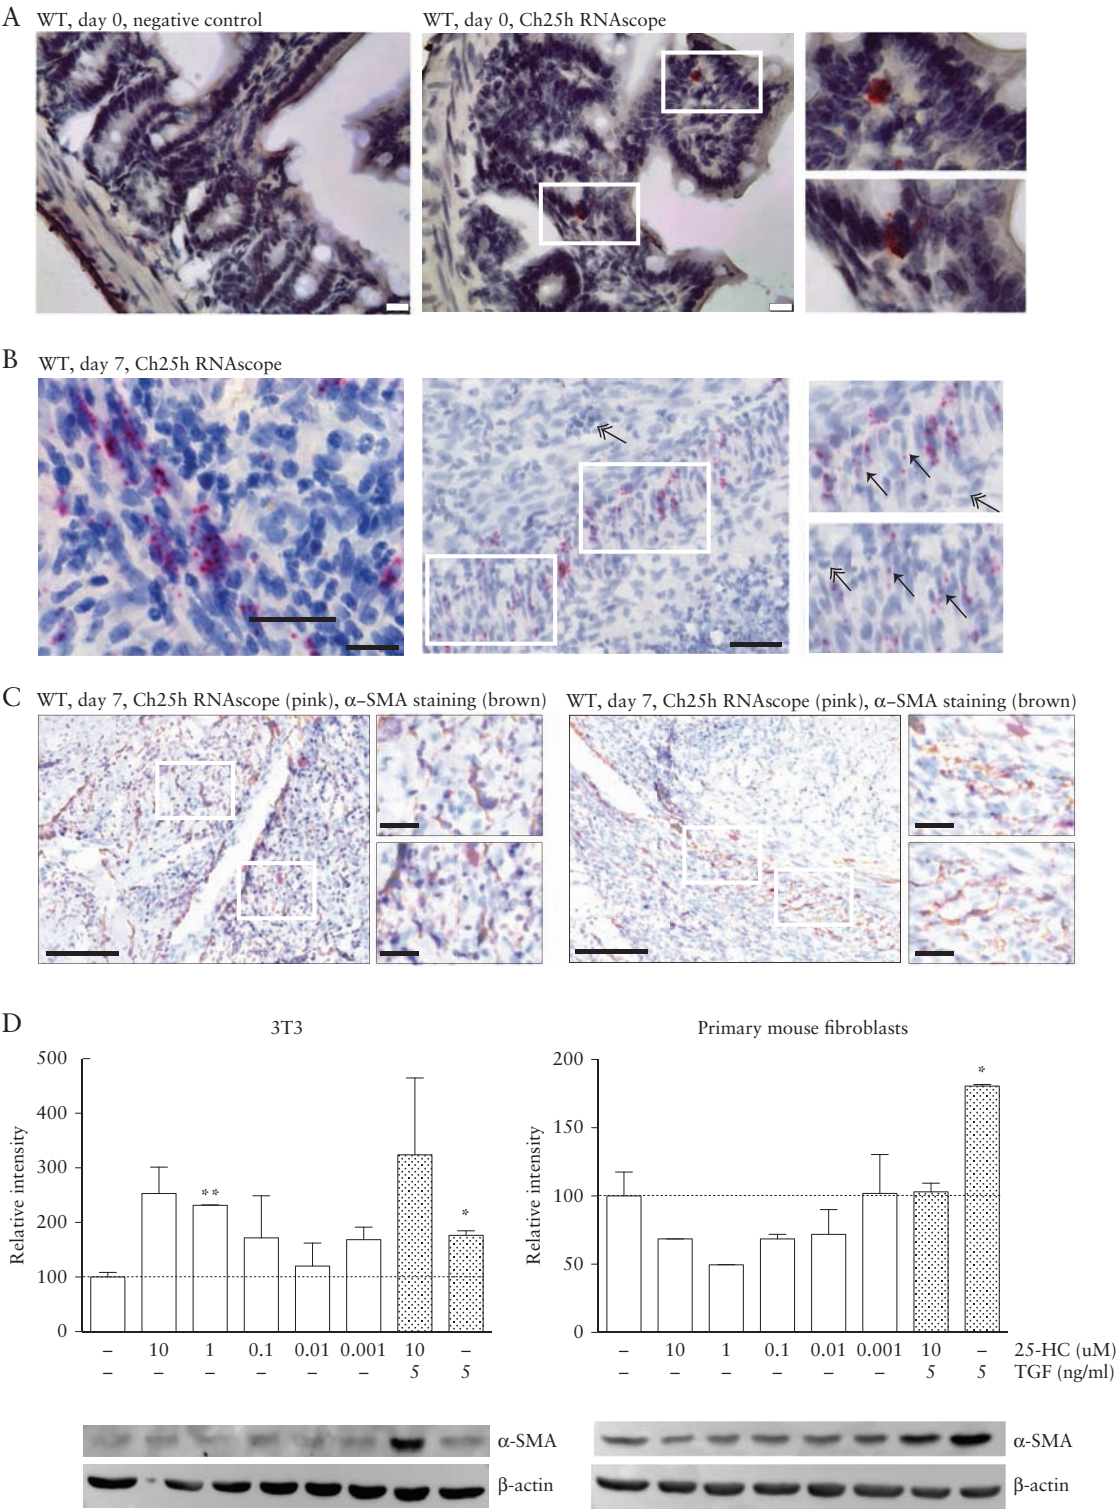 A
WT, day 0, negative control
WT, day 0, Ch25h RNAscope
B
WT, day 7, Ch25h RNAscope
C
WT, day 7, Ch25h RNAscope (pink), α–SMA staining (brown)
WT, day 7, Ch25h RNAscope (pink), α–SMA staining (brown)
D
3T3
500
400
300
200
100
0
Relative intensity
**
*
– 10 1 0.1 0.01 0.001 10 –
– – – – – – 5 5
α-SMA
β-actin
Primary mouse fibroblasts
200
150
100
50
0
Relative intensity
*
– 10 1 0.1 0.01 0.001 10 – 25-HC (uM)
– – – – – – 5 5 TGF (ng/ml)
α-SMA
β-actin